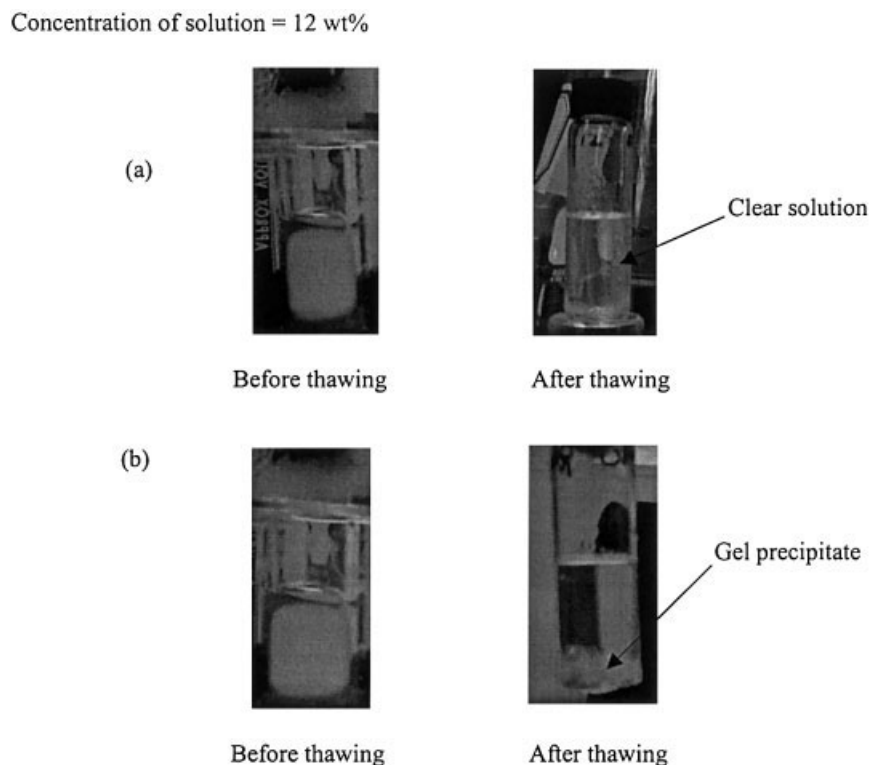 Concentration of solution = 12 wt%
(a)
Clear solution
Before thawing
After thawing
(b)
Gel precipitate
Before thawing
After thawing